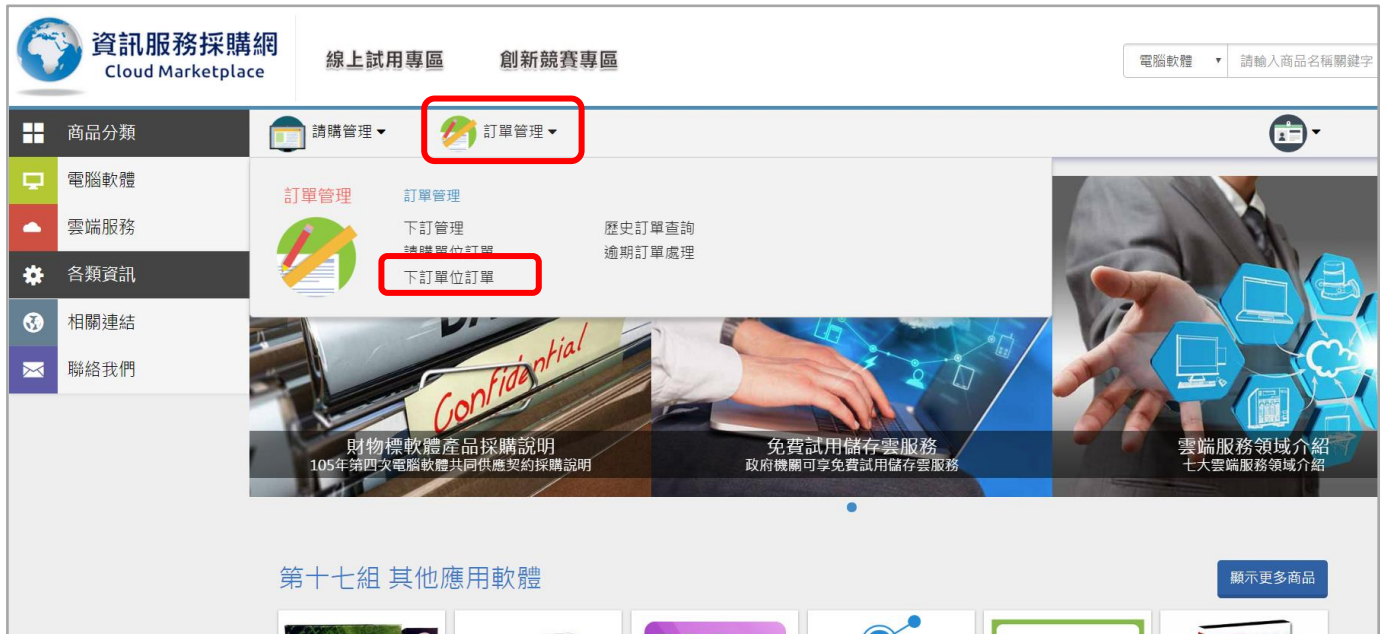 資訊服務採購網
Cloud Marketplace
線上試用專區
創新競賽專區
電腦軟體
請輸入商品名稱關鍵字
商品分類
請購管理
訂單管理
電腦軟體
雲端服務
各類資訊
相關連結
聯絡我們
訂單管理
訂單管理
下訂管理
歷史訂單查詢
請購單位訂單
逾期訂單處理
下訂單位訂單
Confidential
財物標軟體產品採購說明
105年第四次電腦軟體共同供應契約採購說明
免費試用儲存雲服務
政府機關可享免費試用儲存雲服務
雲端服務領域介紹
七大雲端服務領域介紹
第十七組 其他應用軟體
顯示更多商品